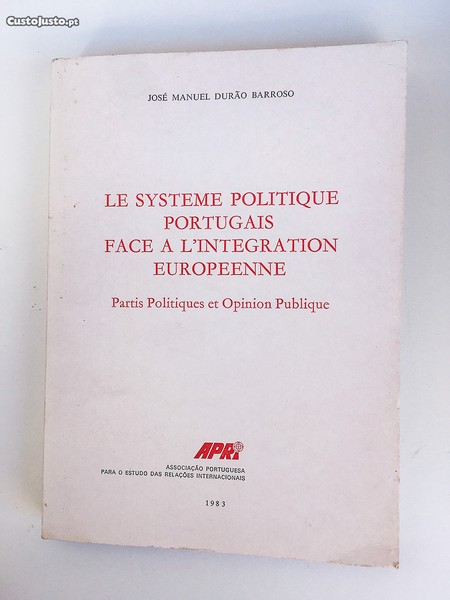 CustoJusto.pt
JOSÉ MANUEL DURÃO BARROSO
LE SYSTEME POLITIQUE
PORTUGAIS
FACE A L'INTEGRATION
EUROPEENNE
Partis Politiques et Opinion Publique
APRI
ASSOCIAÇÃO PORTUGUESA
PARA O ESTUDO DAS RELAÇÕES INTERNACIONAIS
1983